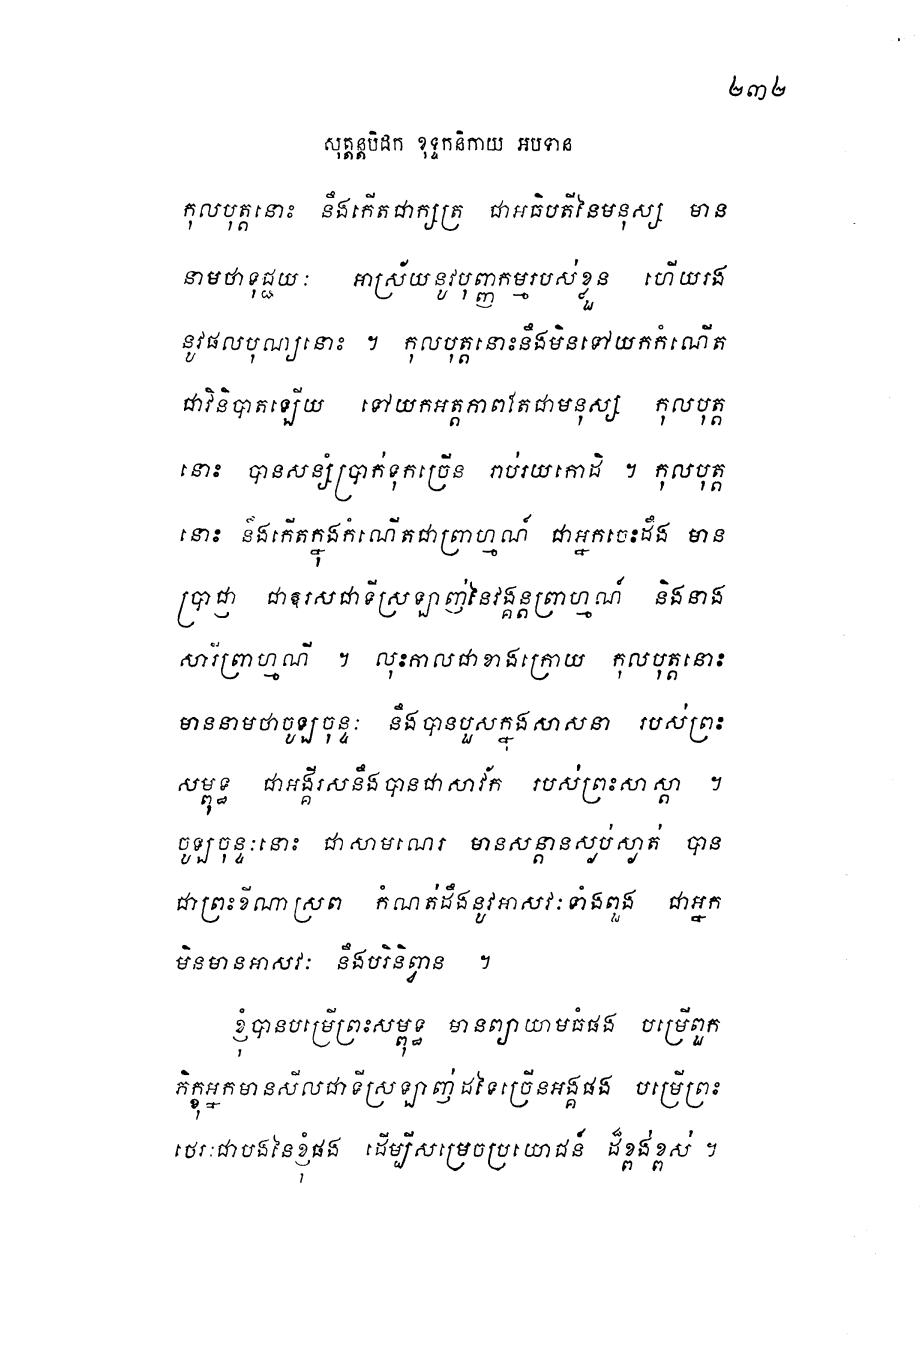 ២៣២
សុត្តន្តបិដក ខុទ្ទកនិកាយ អបទាន
កុលបុត្តនោះ នឹងកើតជាក្សត្រ ជាអធិបតីនៃមនុស្ស មាន
នាមថាទុជ្ជយៈ អាស្រ័យនូវបុញ្ញកម្មរបស់ខ្លួន ហើយរង
នូវផលបុណ្យនោះ ។ កុលបុត្តនោះនឹងមិនទៅយកកំណើត
ជាវិនិបាតឡើយ ទៅយកអត្តភាពតែជាមនុស្ស កុលបុត្ត
នោះ បានសន្សំប្រាក់ទុកច្រើន រាប់រយកោដិ ។ កុលបុត្ត
នោះ នឹងកើតក្នុងកំណើតជាព្រាហ្មណ៍ ជាអ្នកចេះដឹង មាន
ប្រាជ្ញា ជាឱរសជាទីស្រឡាញ់នៃវង្គន្តព្រាហ្មណ៍ និងនាង
សារីព្រាហ្មណី ។ លុះកាលជាខាងក្រោយ កុលបុត្តនោះ
មាននាមថាចូឡចុន្ទៈ នឹងបានបួសក្នុងសាសនា របស់ព្រះ
សម្ពុទ្ធ ជាអង្គីរសនឹងបានជាសាវ័ក របស់ព្រះសាស្តា ។
ចូឡចុន្ទៈនោះ ជាសាមណេរ មានសន្តានស្ងប់ស្ងាត់ បាន
ជាព្រះខីណាស្រព កំណត់ដឹងនូវអាសវៈទាំងពួង ជាអ្នក
មិនមានអាសវៈ នឹងបរិនិព្វាន ។
ខ្ញុំបានបម្រើព្រះសម្ពុទ្ធ មានព្យាយាមធំផង បម្រើពួក
ភិក្ខុអ្នកមានសីលជាទីស្រឡាញ់ដទៃច្រើនអង្គផង បម្រើព្រះ
ថេរៈជាបងនៃខ្ញុំផង ដើម្បីសម្រេចប្រយោជន៍ ដ៏ខ្ពង់ខ្ពស់ ។